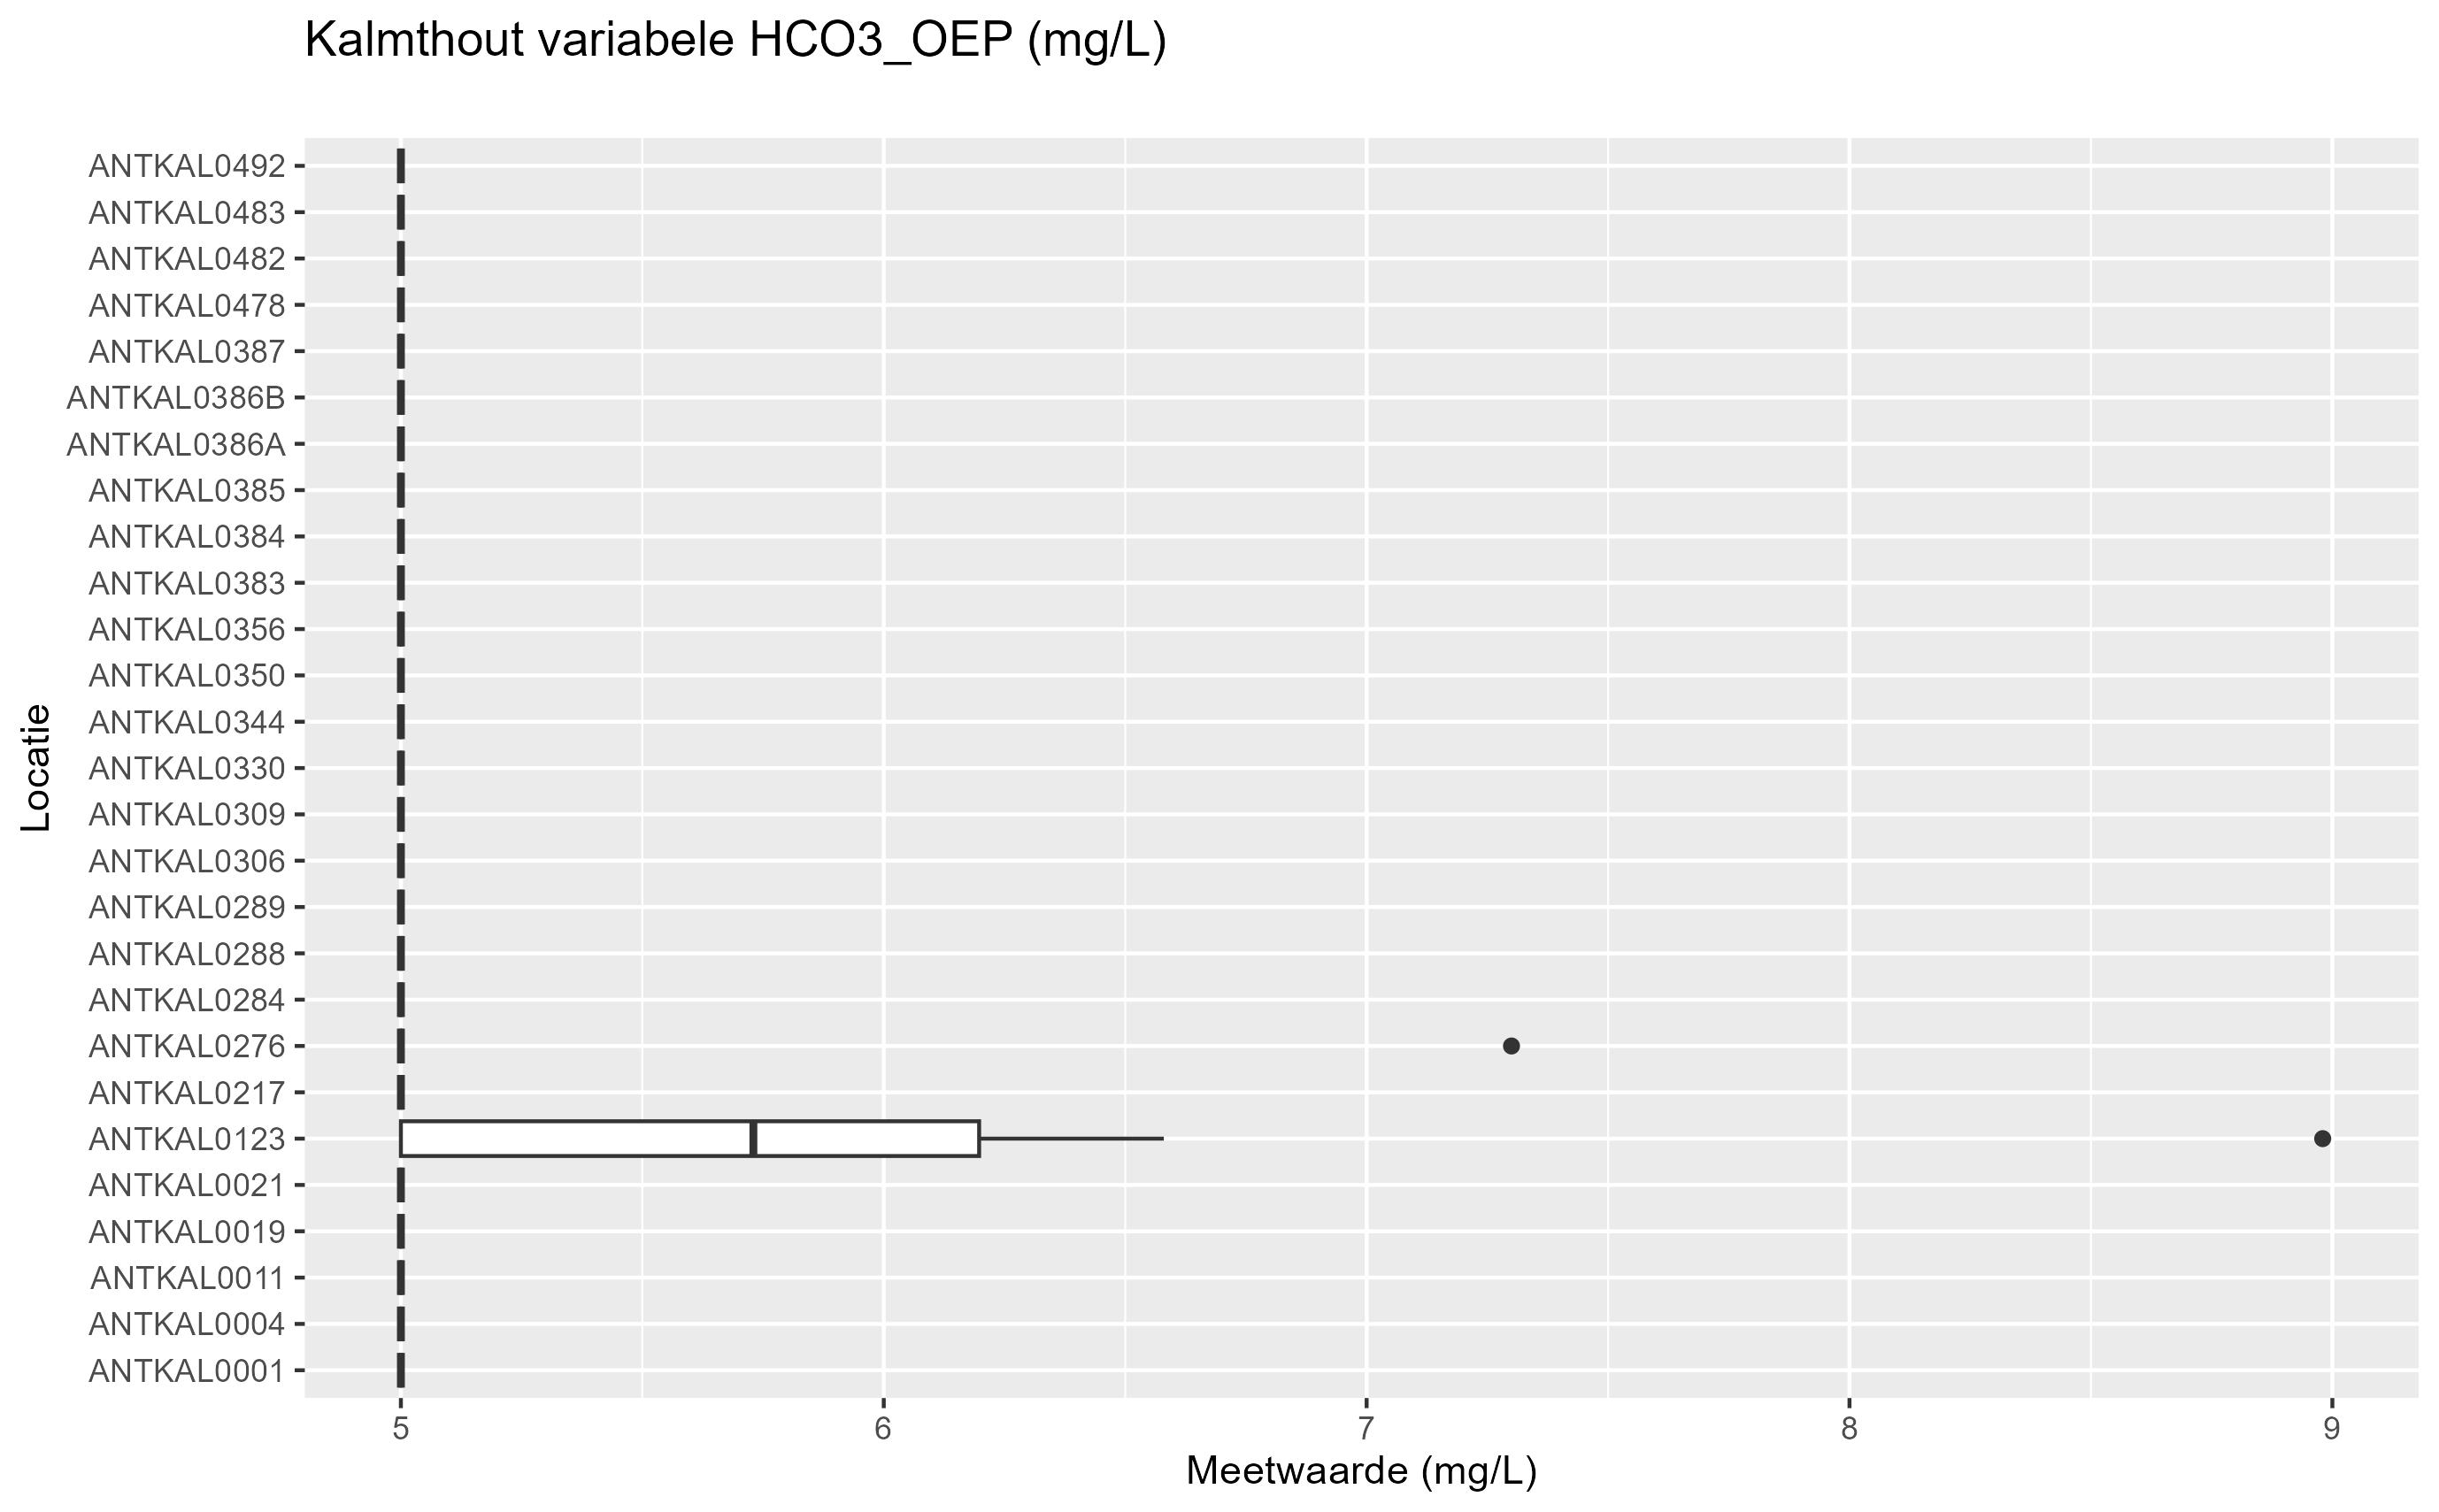 Kalmthout variabele HCO3_OEP (mg/L)
ANTKAL0492
ANTKAL0483
ANTKAL0482
ANTKAL0478
ANTKAL0387
ANTKAL0386B
ANTKAL0386A
ANTKAL0385
ANTKAL0384
ANTKAL0383
ANTKAL0356
ANTKAL0350
ANTKAL0344
ANTKAL0330
ANTKAL0309
ANTKAL0306
ANTKAL0289
ANTKAL0288
ANTKAL0284
ANTKAL0276
ANTKAL0217
ANTKAL0123
ANTKAL0021
ANTKAL0019
ANTKAL0011
ANTKAL0004
ANTKAL0001
Locatie
5 6 7 8 9
Meetwaarde (mg/L)